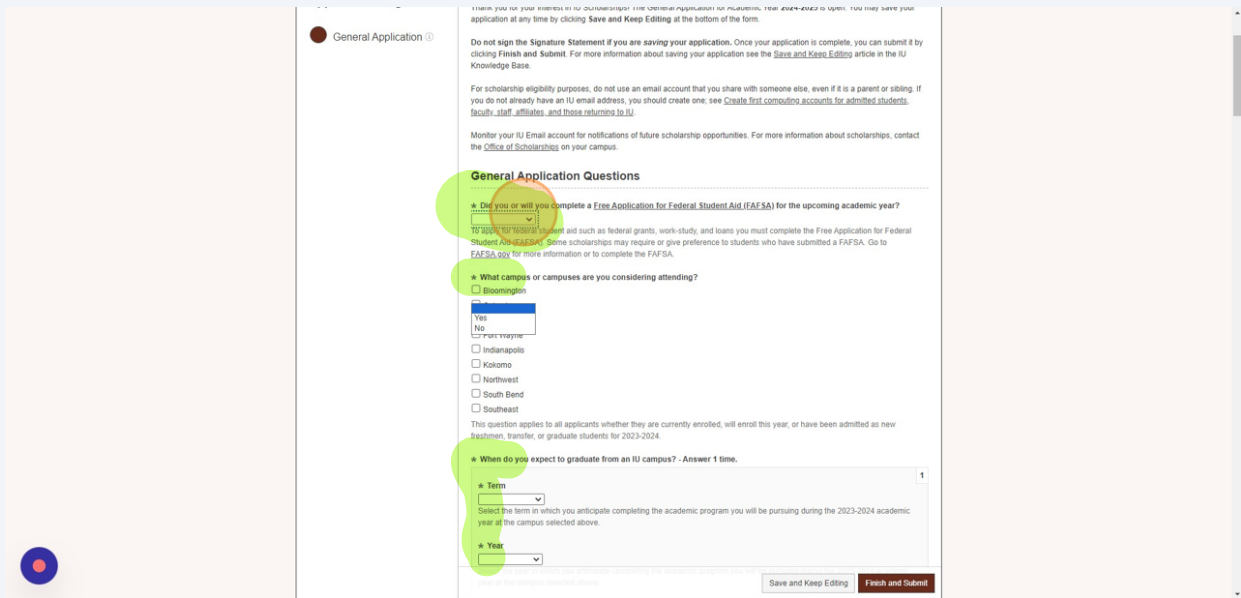 Thank you for your interest in IU Scholarships! The General Application for Academic Year 2024-2025 is open. You may save your
application at any time by clicking Save and Keep Editing at the bottom of the form.
General Application
Do not sign the Signature Statement if you are saving your application. Once your application is complete, you can submit it by
clicking Finish and Submit. For more information about saving your application see the Save and Keep Editing article in the IU
Knowledge Base.
For scholarship eligibility purposes, do not use an email account that you share with someone else, even if it is a parent or sibling. If
you do not already have an IU email address, you should create one; see Create first computing accounts for admitted students,
faculty, staff, affiliates, and those returning to IU.
Monitor your IU Email account for notifications of future scholarship opportunities. For more information about scholarships, contact
the Office of Scholarships on your campus.
General Application Questions
* Did you or will you complete a Free Application for Federal Student Aid (FAFSA) for the upcoming academic year?
To apply for federal student aid such as federal grants, work-study, and loans you must complete the Free Application for Federal
Student Aid (FAFSA). Some scholarships may require or give preference to students who have submitted a FAFSA. Go to
FAFSA.gov for more information or to complete the FAFSA.
* What campus or campuses are you considering attending?
Bloomington
Yes
No
Fort Wayne
Indianapolis
Kokomo
Northwest
South Bend
Southeast
This question applies to all applicants whether they are currently enrolled, will enroll this year, or have been admitted as new
freshmen, transfer, or graduate students for 2023-2024.
* When do you expect to graduate from an IU campus? - Answer 1 time.
1
* Term
Select the term in which you anticipate completing the academic program you will be pursuing during the 2023-2024 academic
year at the campus selected above.
* Year
Save and Keep Editing
Finish and Submit